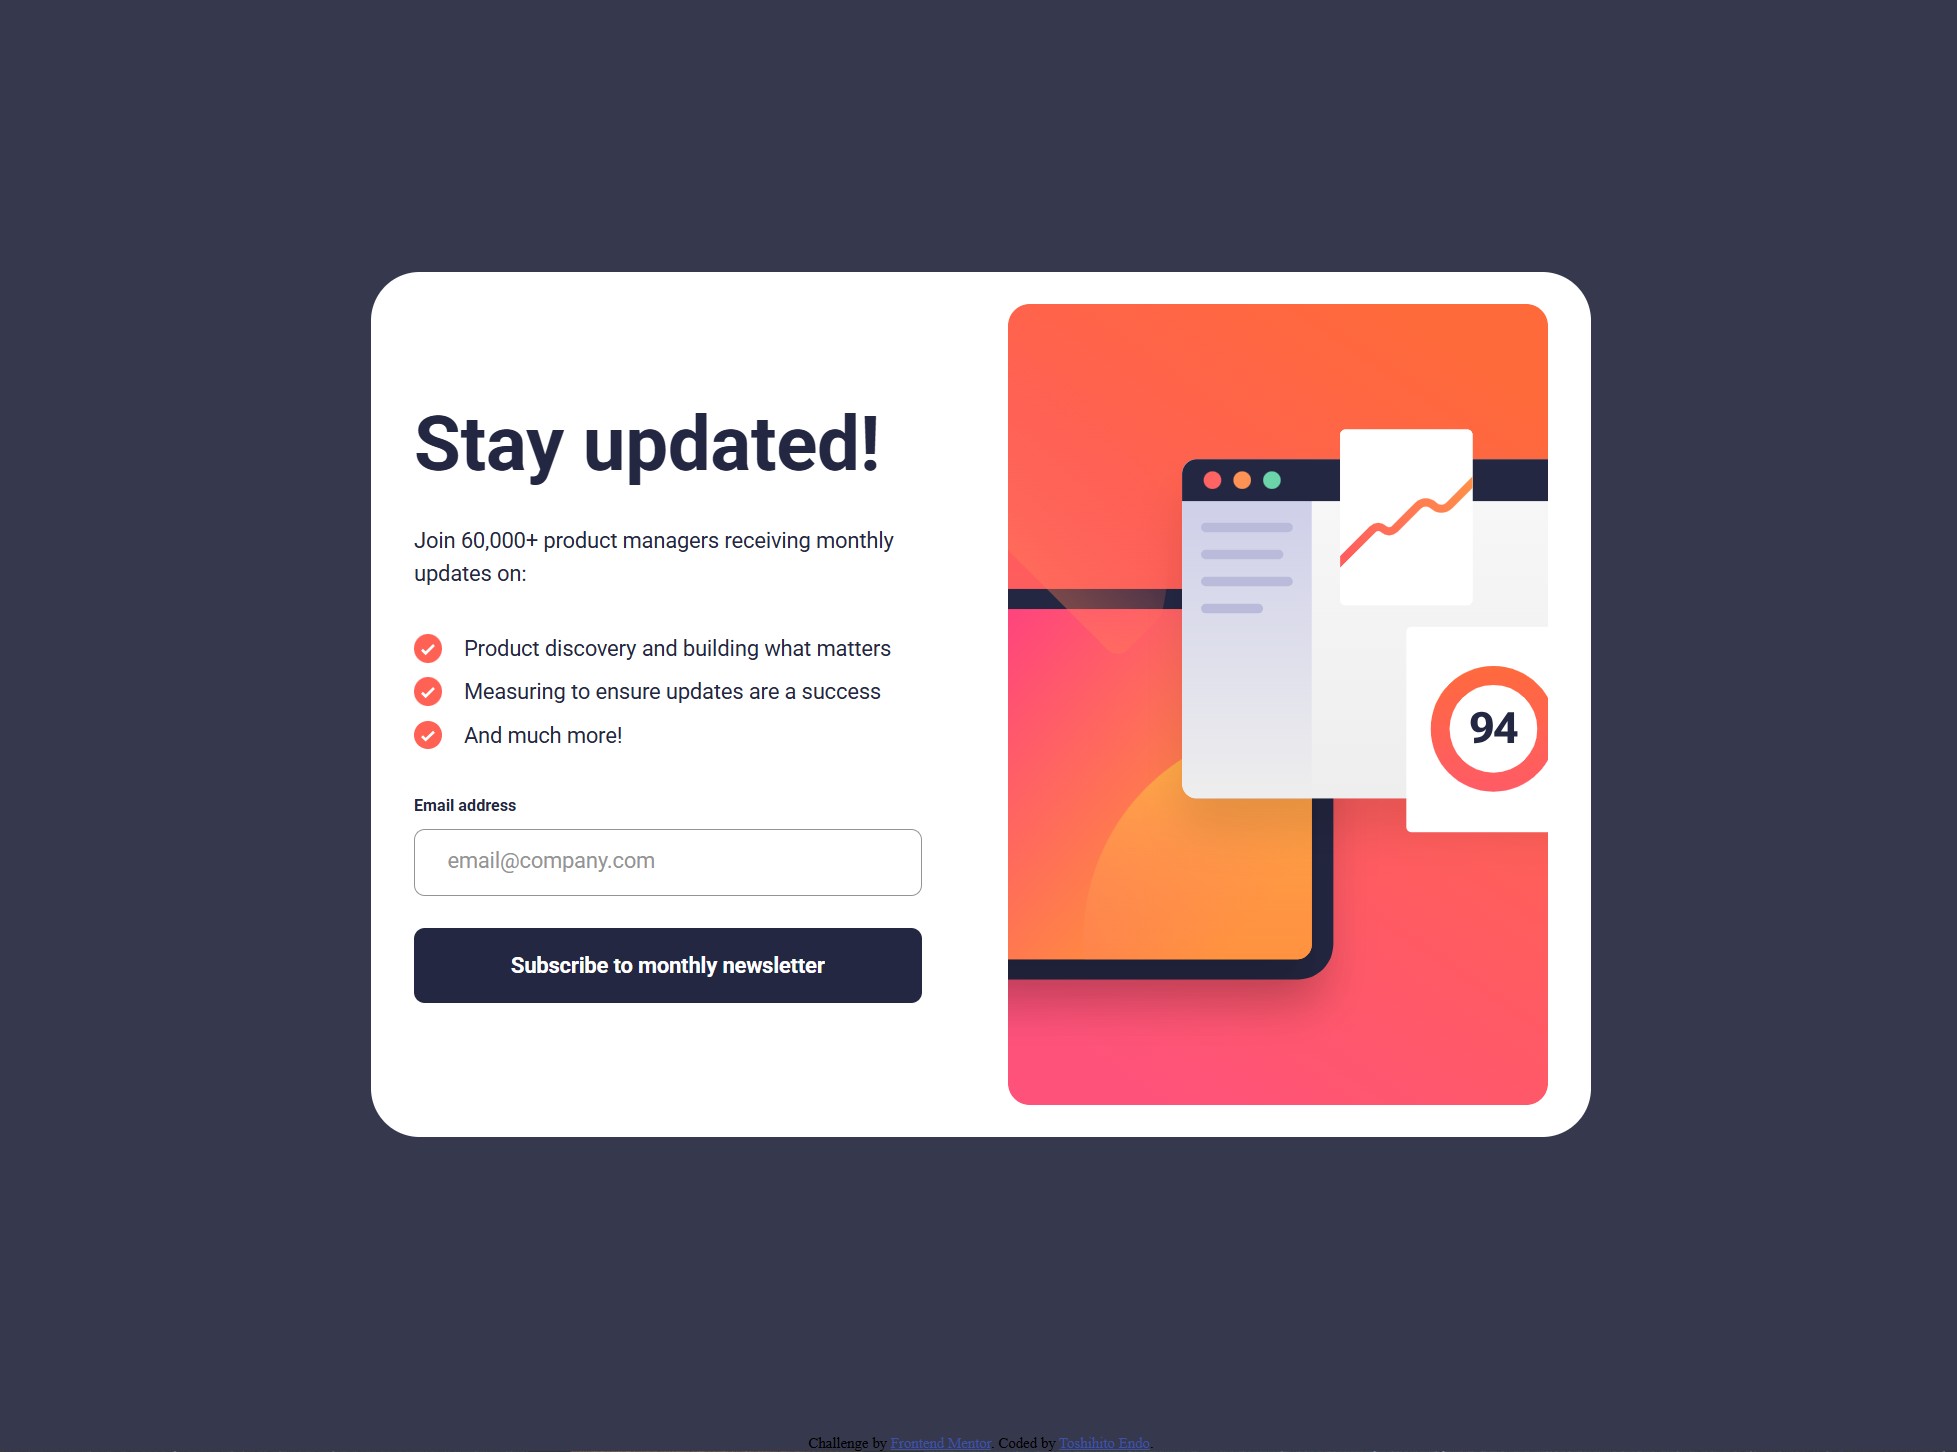 Stay updated!
Join 60,000+ product managers receiving monthly
updates on:
Product discovery and building what matters
Measuring to ensure updates are a success
And much more!
Email address
email@company.com
Subscribe to monthly newsletter
94
Challenge by Frontend Mentor. Coded by Toshihito Endo.